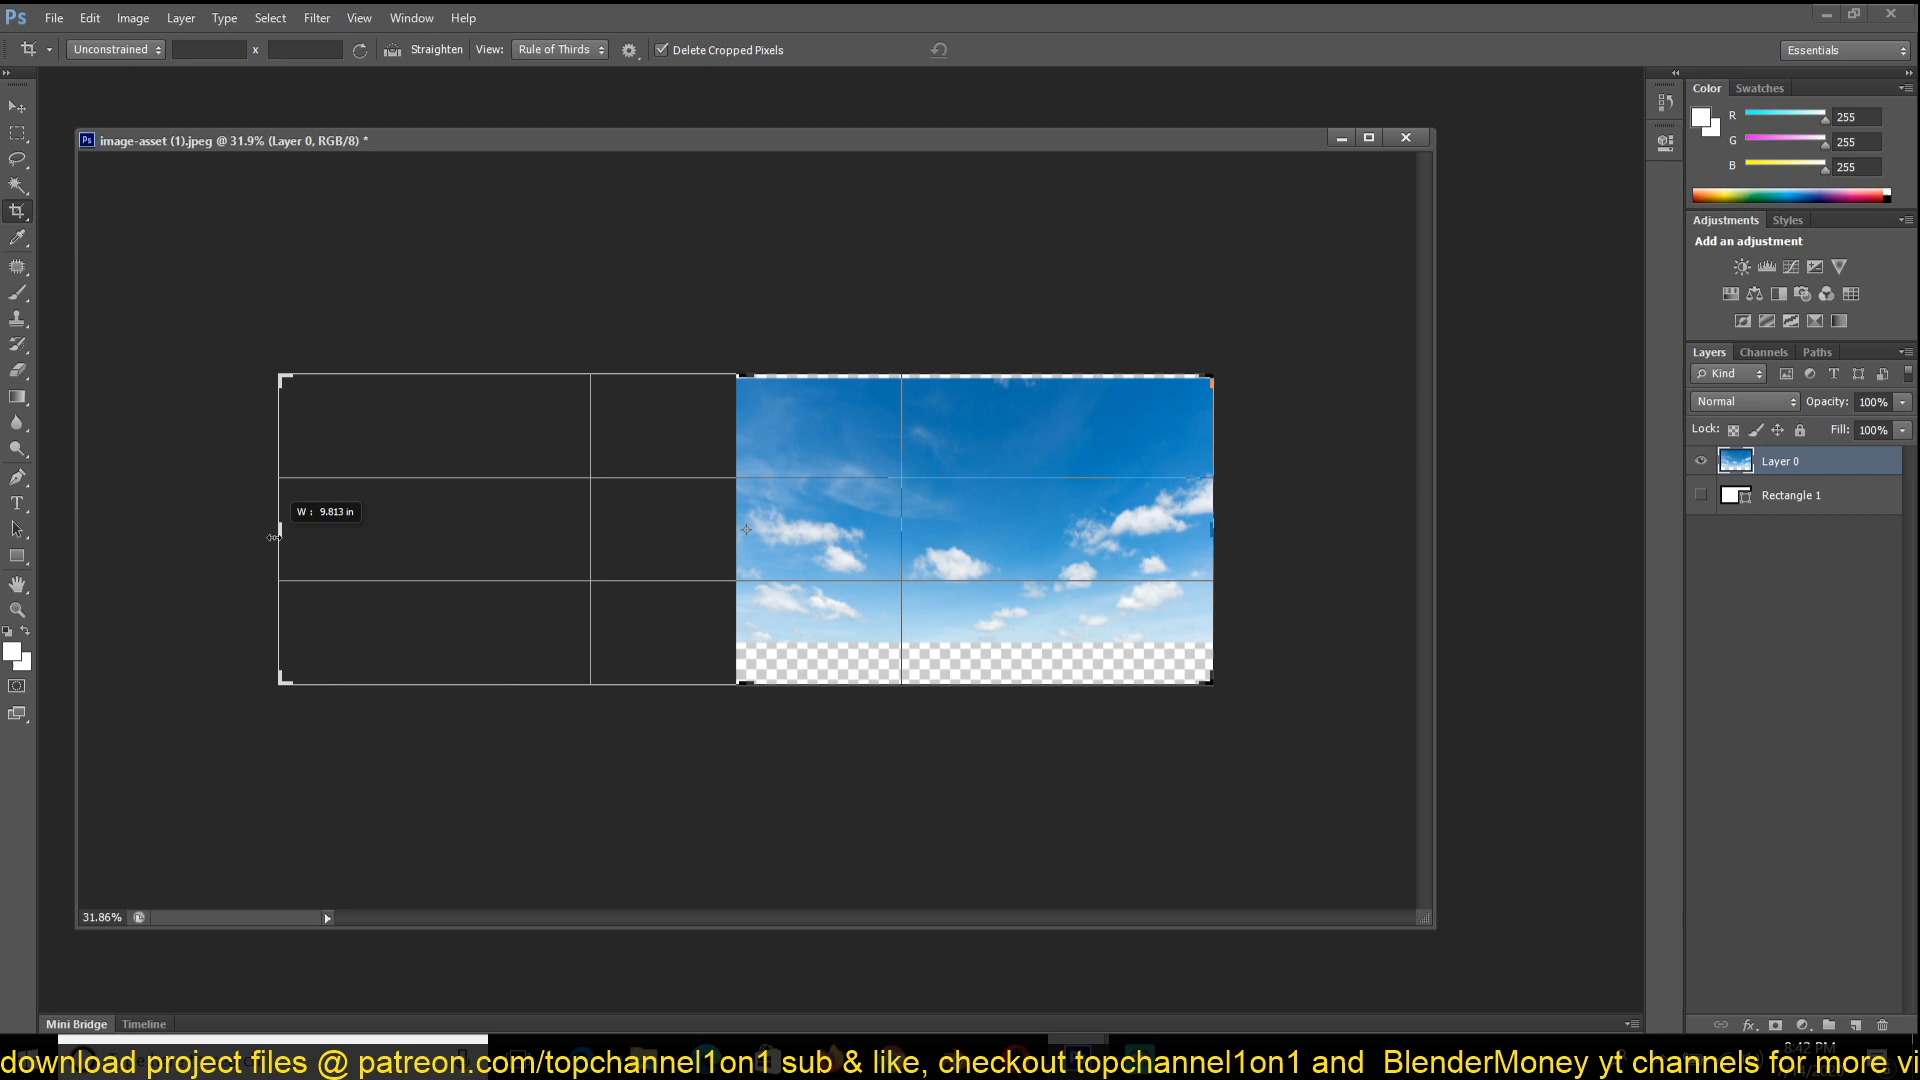 Ps File Edit Image Layer Type Select Filter View Window Help
Unconstrained x Straighten View: Rule of Thirds Delete Cropped Pixels Essentials
Color Swatches
R 255
G 255
B 255
image-asset (1).jpeg @ 31.9% (Layer 0, RGB/8) *
Adjustments Styles
Add an adjustment
Layers Channels Paths
Kind
Normal Opacity: 100%
Lock: Fill: 100%
Layer 0
Rectangle 1
W : 9.813 in
31.86%
Mini Bridge Timeline
8:42 PM
download project files @ patreon.com/topchannel1on1 sub & like, checkout topchannel1on1 and BlenderMoney yt channels for more vi